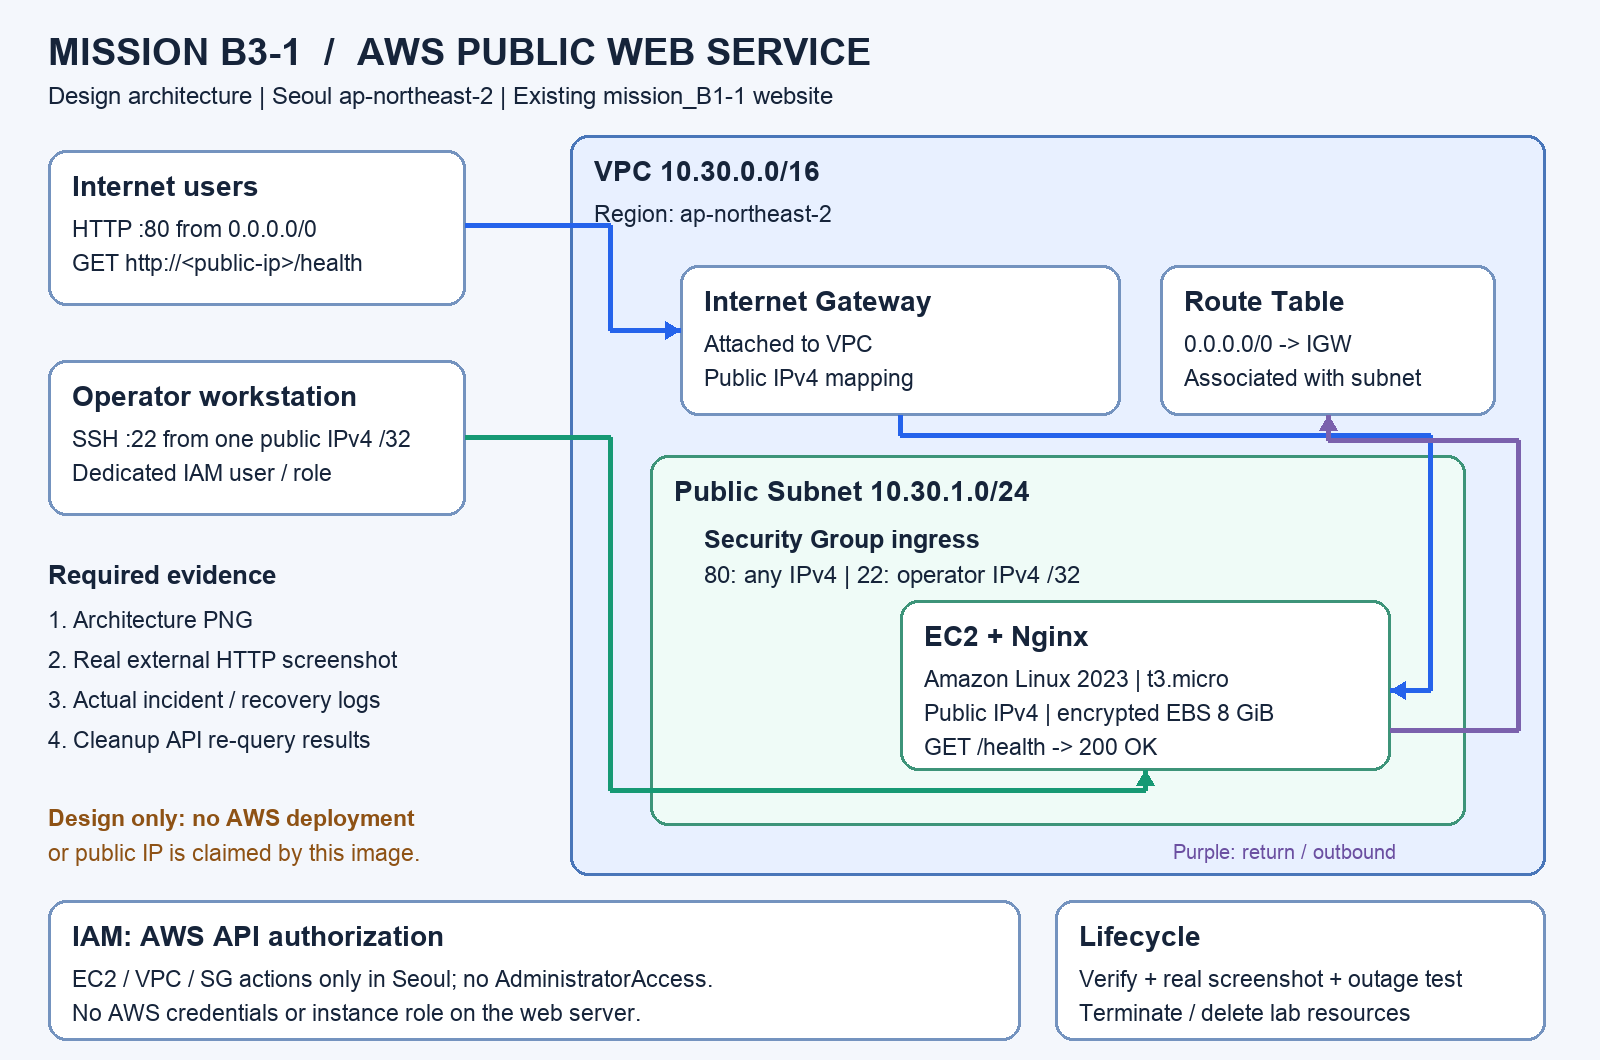 MISSION B3-1 / AWS PUBLIC WEB SERVICE
Design architecture | Seoul ap-northeast-2 | Existing mission_B1-1 website
Internet users
HTTP :80 from 0.0.0.0/0
GET http://<public-ip>/health
Operator workstation
SSH :22 from one public IPv4 /32
Dedicated IAM user / role
Required evidence
1. Architecture PNG
2. Real external HTTP screenshot
3. Actual incident / recovery logs
4. Cleanup API re-query results
Design only: no AWS deployment
or public IP is claimed by this image.
VPC 10.30.0.0/16
Region: ap-northeast-2
Internet Gateway
Attached to VPC
Public IPv4 mapping
Route Table
0.0.0.0/0 -> IGW
Associated with subnet
Public Subnet 10.30.1.0/24
Security Group ingress
80: any IPv4 | 22: operator IPv4 /32
EC2 + Nginx
Amazon Linux 2023 | t3.micro
Public IPv4 | encrypted EBS 8 GiB
GET /health -> 200 OK
Purple: return / outbound
IAM: AWS API authorization
EC2 / VPC / SG actions only in Seoul; no AdministratorAccess.
No AWS credentials or instance role on the web server.
Lifecycle
Verify + real screenshot + outage test
Terminate / delete lab resources